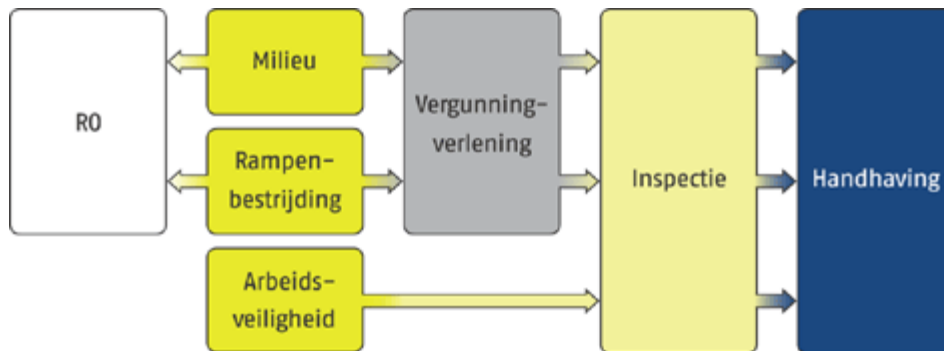 RO
Milieu
Rampen-
bestrijding
Arbeids-
veiligheid
Vergunning-
verlening
Inspectie
Handhaving